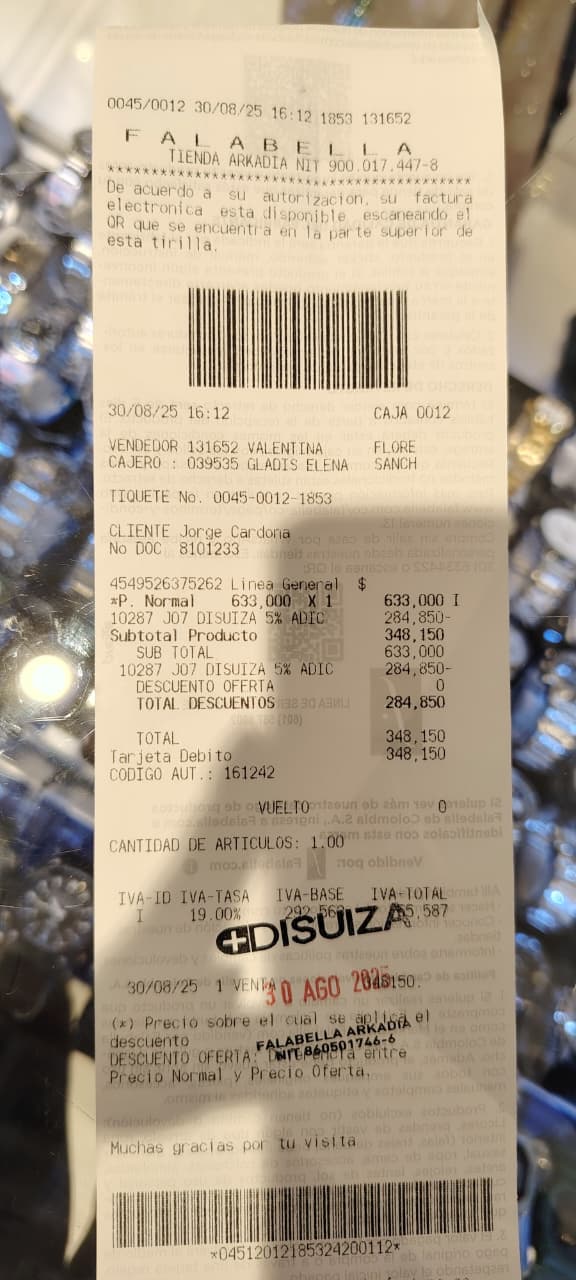 0045/0012 30/08/25 16:12 1853 131652
FALABELLA
TIENDA ARKADIA NIT 900.017.447-8
************************************************
De acuerdo a su autorizacion, su factura
electronica esta disponible escaneando el
QR que se encuentra en la parte superior de
esta tirilla.
30/08/25 16:12 CAJA 0012
VENDEDOR 131652 VALENTINA FLORE
CAJERO : 039535 GLADIS ELENA SANCH
TIQUETE No. 0045-0012-1853
CLIENTE Jorge Cardona
No DOC 8101233
4549526375262 Linea General $
*P. Normal 633,000 X 1 633,000 I
10287 J07 DISUIZA 5% ADIC 284,850-
Subtotal Producto 348,150
SUB TOTAL 633,000
10287 J07 DISUIZA 5% ADIC 284,850-
DESCUENTO OFERTA 0
TOTAL DESCUENTOS 284,850
TOTAL 348,150
Tarjeta Debito 348,150
CODIGO AUT.: 161242
VUELTO 0
CANTIDAD DE ARTICULOS: 1.00
IVA-ID IVA-TASA IVA-BASE IVA-TOTAL
I 19.00% 292,563 55,587
DISUIZA
30/08/25 1 VENTA
30 AGO 2025
(*) Precio sobre el cual se aplica el
descuento
FALABELLA ARKADIA
NIT 860501746-6
DESCUENTO OFERTA: Diferencia entre
Precio Normal y Precio Oferta.
Muchas gracias por tu visita
*04512012185324200112*